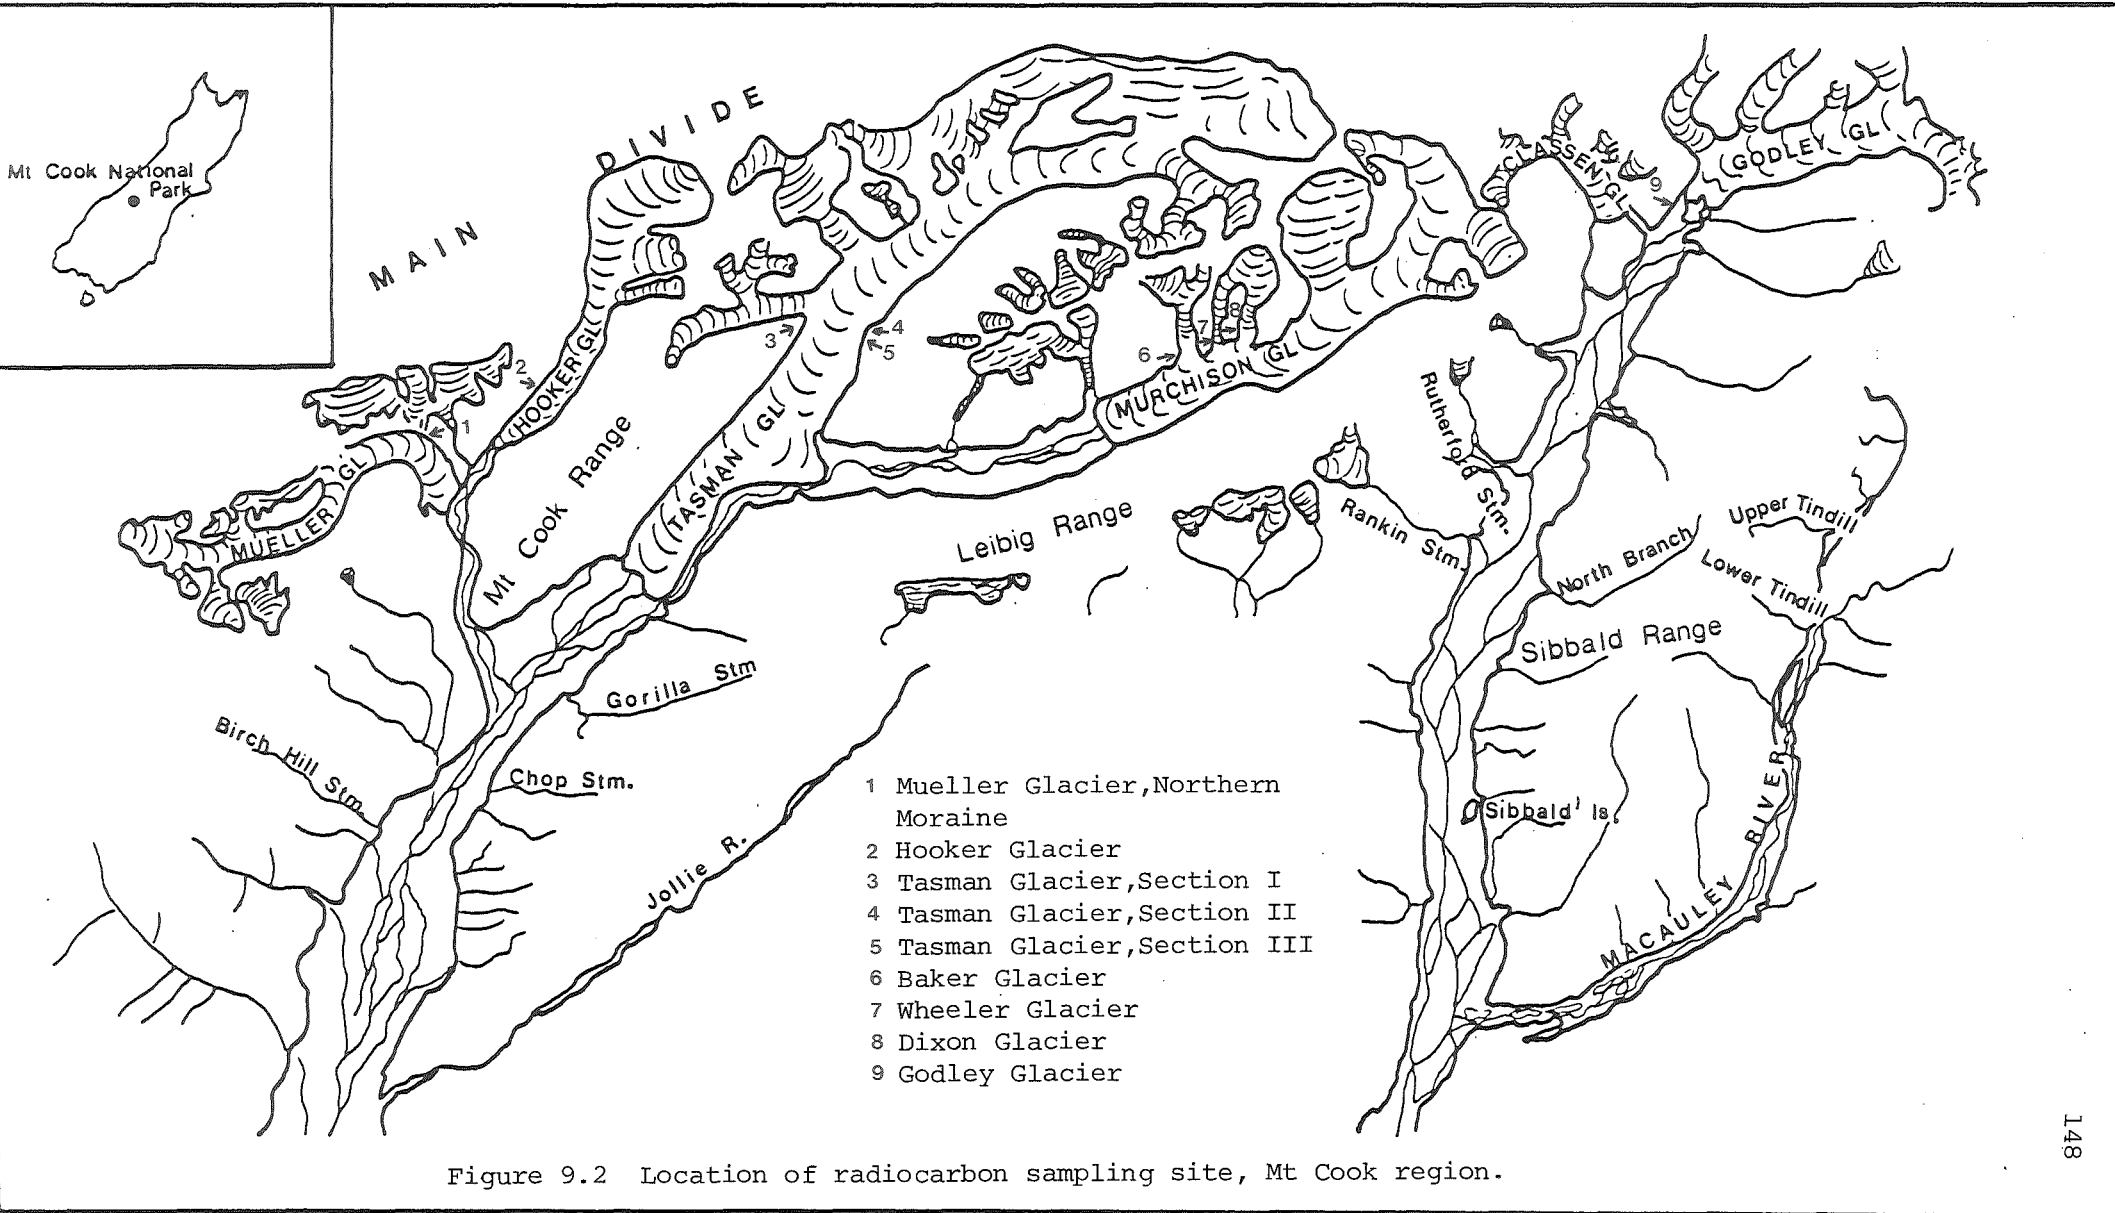 Mt Cook National
Park
MAIN DIVIDE
2
HOOKER GL
1
MUELLER GL
Mt Cook Range
TASMAN GL
3
4
5
6
7
8
MURCHISON GL
CLASSEN GL
9
GODLEY GL
Leibig Range
Rutherford Stm.
Rankin Stm.
North Branch
Upper Tindill
Lower Tindill
Sibbald Range
Sibbald' Is.
MACAULEY RIVER
Gorilla Stm
Birch Hill Stm
Chop Stm.
Jollie R.
1 Mueller Glacier,Northern
Moraine
2 Hooker Glacier
3 Tasman Glacier,Section I
4 Tasman Glacier,Section II
5 Tasman Glacier,Section III
6 Baker Glacier
7 Wheeler Glacier
8 Dixon Glacier
9 Godley Glacier
148
Figure 9.2 Location of radiocarbon sampling site, Mt Cook region.